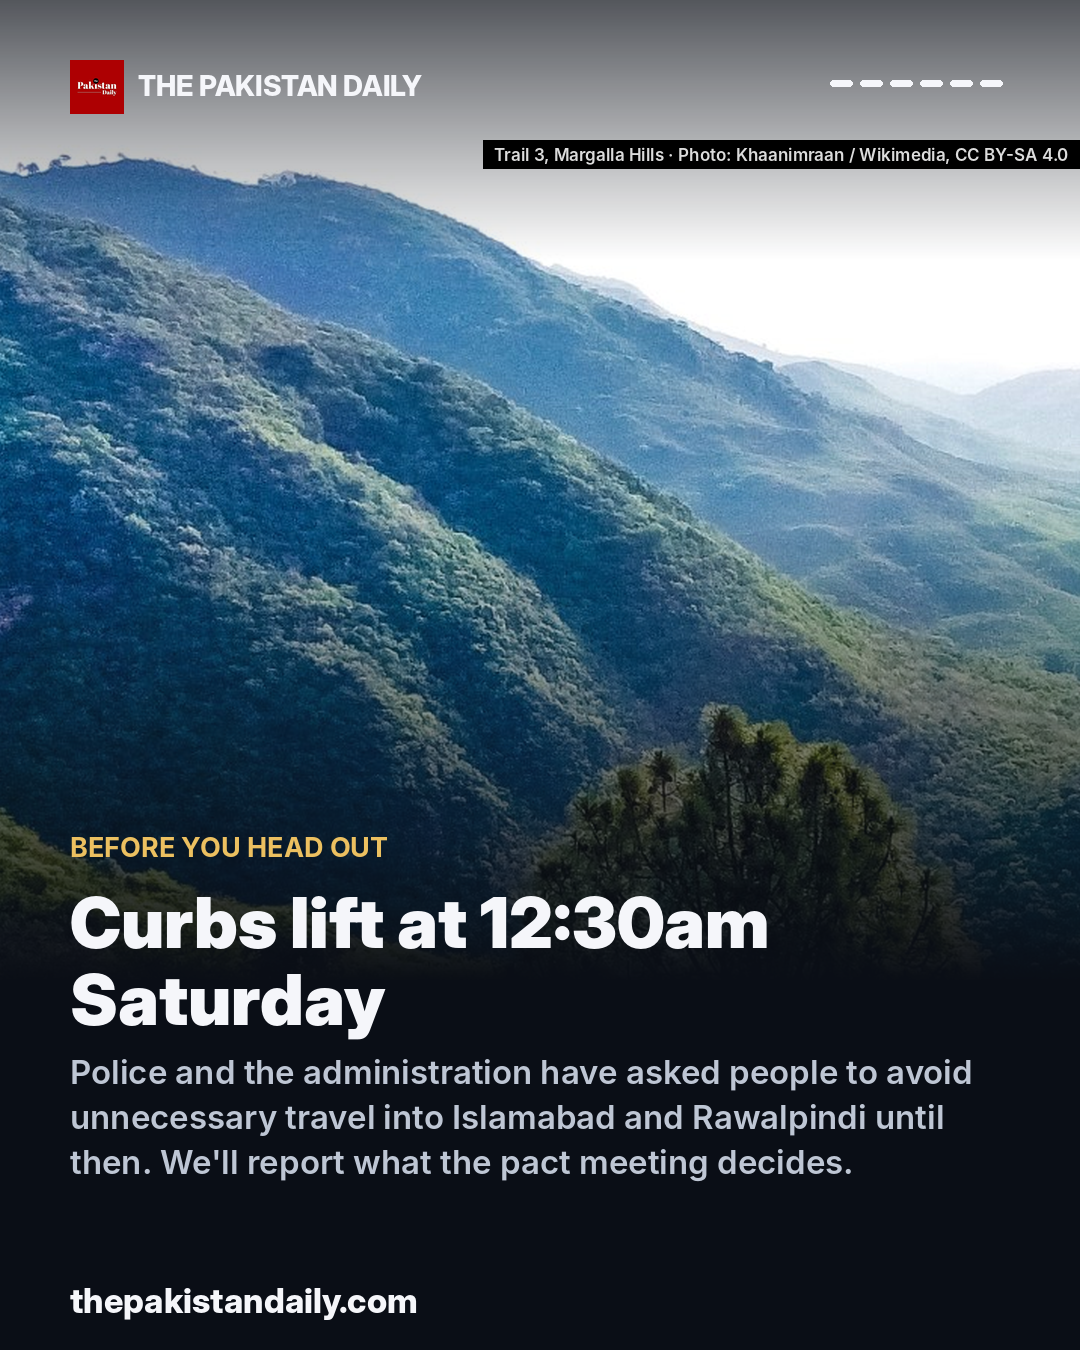 Pakistan
Daily
THE PAKISTAN DAILY
Trail 3, Margalla Hills · Photo: Khaanimraan / Wikimedia, CC BY-SA 4.0
BEFORE YOU HEAD OUT
Curbs lift at 12:30am
Saturday
Police and the administration have asked people to avoid
unnecessary travel into Islamabad and Rawalpindi until
then. We'll report what the pact meeting decides.
thepakistandaily.com